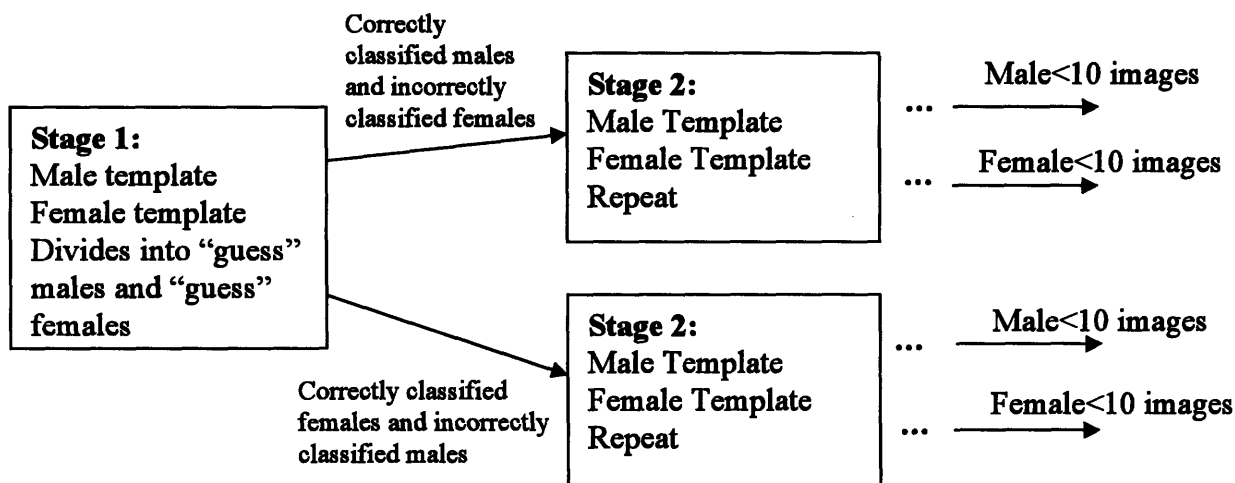 Stage 1:
Male template
Female template
Divides into “guess”
males and “guess”
females
Correctly
classified males
and incorrectly
classified females
Stage 2:
Male Template
Female Template
Repeat
... Male<10 images
... Female<10 images
Correctly classified
females and incorrectly
classified males
Stage 2:
Male Template
Female Template
Repeat
... Male<10 images
... Female<10 images